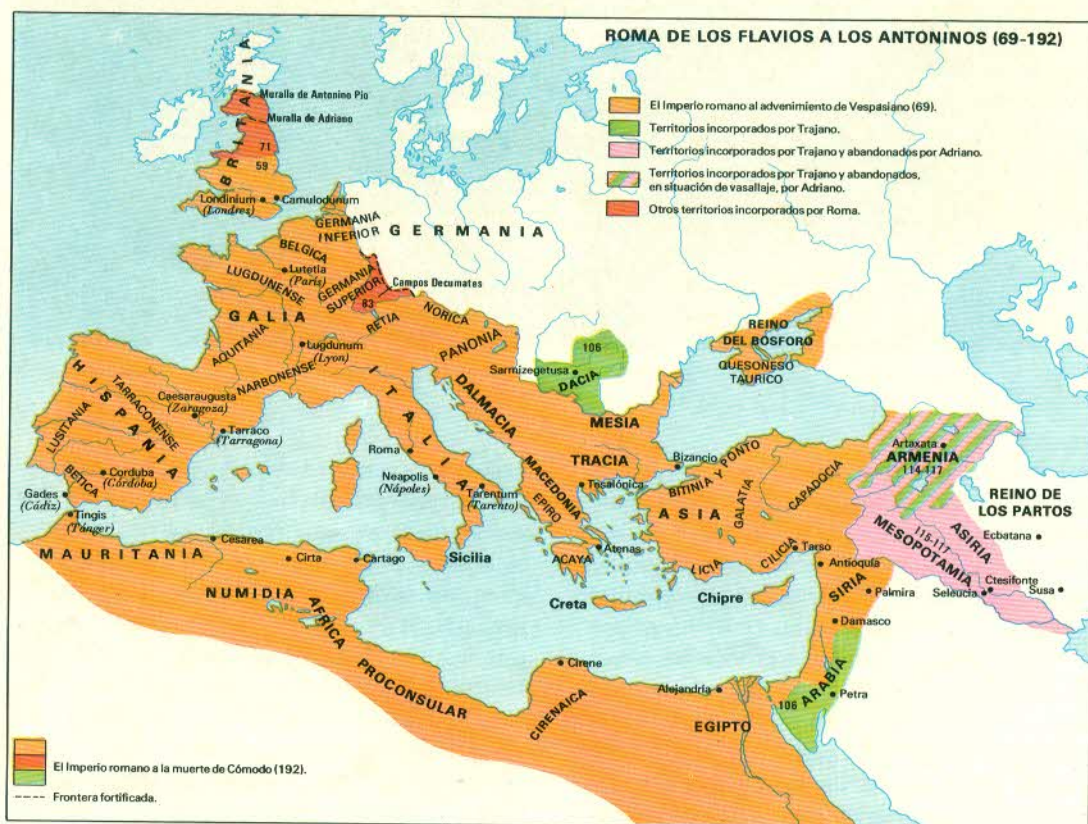 ROMA DE LOS FLAVIOS A LOS ANTONINOS (69-192)
El Imperio romano al advenimiento de Vespasiano (69).
Territorios incorporados por Trajano.
Territorios incorporados por Trajano y abandonados por Adriano.
Territorios incorporados por Trajano y abandonados,
en situación de vasallaje, por Adriano.
Otros territorios incorporados por Roma.
BRITANIA
Muralla de Antonino Pio
Muralla de Adriano
71
59
Londinium
(Londres)
Camulodunum
GERMANIA
INFERIOR
GERMANIA
BELGICA
Lutetia
(París)
LUGDUNENSE
GERMANIA
SUPERIOR
Campos Decumates
83
GALIA
RETIA
NORICA
AQUITANIA
Lugdunum
(Lyon)
PANONIA
NARBONENSE
106
Sarmizegetusa
DACIA
REINO
DEL BÓSFORO
QUESONESO
TAURICO
HISPANIA
TARRACONENSE
LUSITANIA
BETICA
Caesaraugusta
(Zaragoza)
Tarraco
(Tarragona)
Corduba
(Córdoba)
Gades
(Cádiz)
Tingis
(Tánger)
ITALIA
Roma
Neapolis
(Nápoles)
Tarentum
(Tarento)
DALMACIA
MESIA
TRACIA
MACEDONIA
EPIRO
Tesalónica
Bizancio
BITINIA Y PONTO
ASIA
GALATIA
CAPADOCIA
Artaxata
ARMENIA
114-117
REINO DE
LOS PARTOS
ASIRIA
115-117
MESOPOTAMIA
Ecbatana
Ctesifonte
Seleucia
Susa
ACAYA
Atenas
LICIA
CILICIA
Tarso
Antioquía
SIRIA
Palmira
Damasco
Sicilia
Creta
Chipre
MAURITANIA
Cesarea
Cirta
Cartago
NUMIDIA
AFRICA
PROCONSULAR
Cirene
CIRENAICA
Alejandría
EGIPTO
106
ARABIA
Petra
El Imperio romano a la muerte de Cómodo (192).
Frontera fortificada.